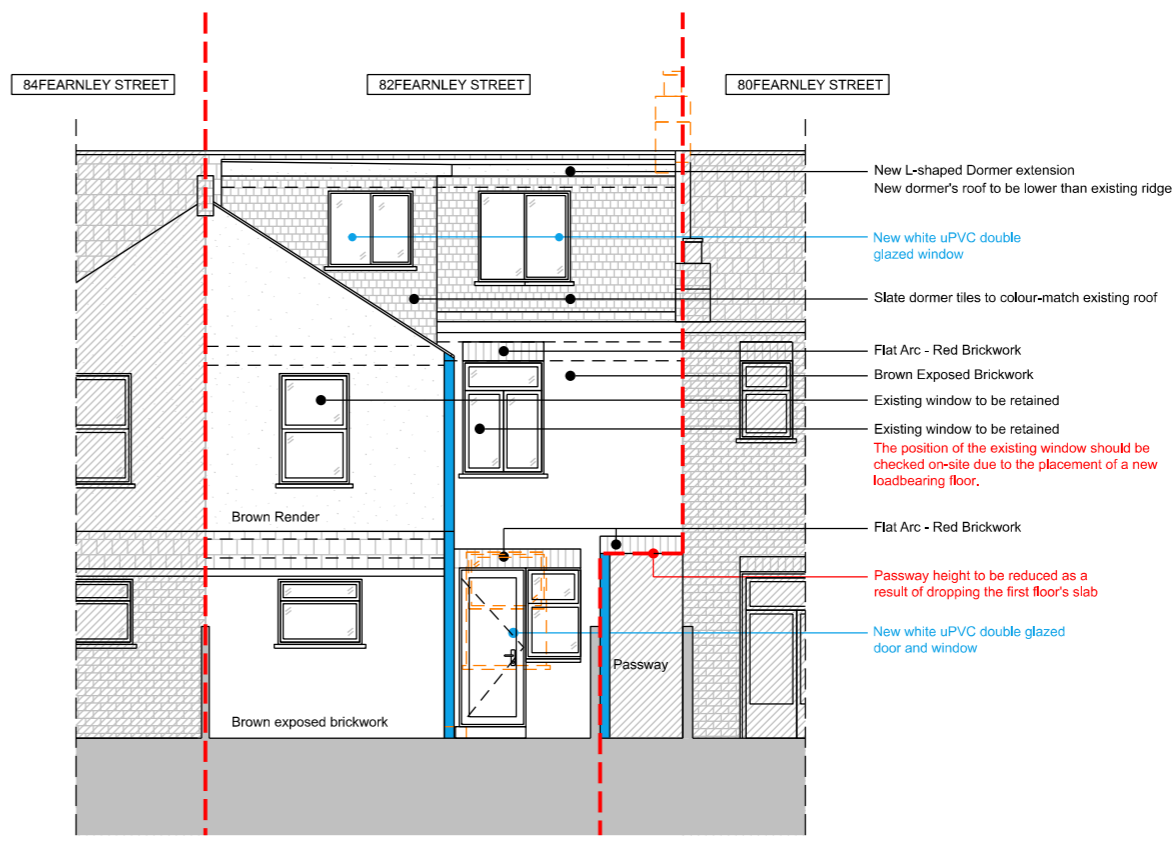 84FEARNLEY STREET
82FEARNLEY STREET
80FEARNLEY STREET
New L-shaped Dormer extension
New dormer's roof to be lower than existing ridge
New white uPVC double
glazed window
Slate dormer tiles to colour-match existing roof
Flat Arc - Red Brickwork
Brown Exposed Brickwork
Existing window to be retained
Existing window to be retained
The position of the existing window should be
checked on-site due to the placement of a new
loadbearing floor.
Brown Render
Flat Arc - Red Brickwork
Passway height to be reduced as a
result of dropping the first floor's slab
New white uPVC double glazed
door and window
Passway
Brown exposed brickwork